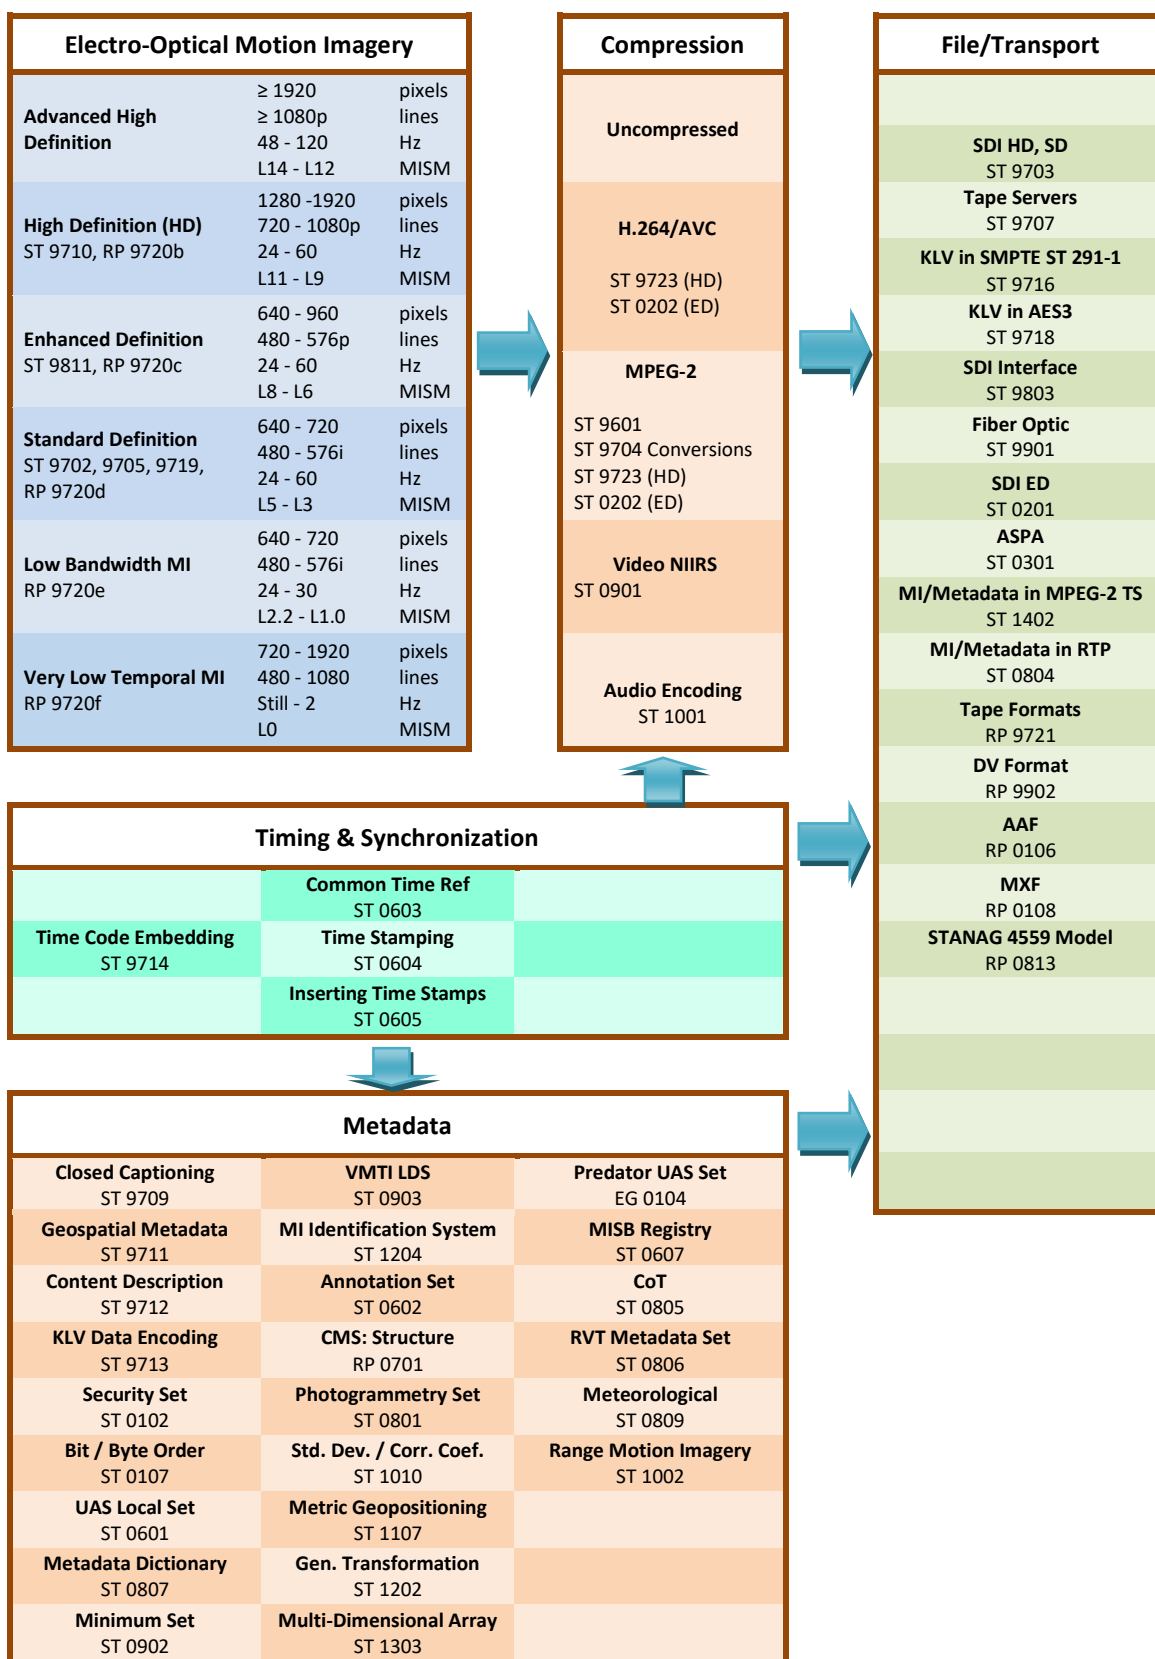 Electro-Optical Motion Imagery
Advanced High
Definition
≥ 1920 pixels
≥ 1080p lines
48 - 120 Hz
L14 - L12 MISM
High Definition (HD)
ST 9710, RP 9720b
1280 -1920 pixels
720 - 1080p lines
24 - 60 Hz
L11 - L9 MISM
Enhanced Definition
ST 9811, RP 9720c
640 - 960 pixels
480 - 576p lines
24 - 60 Hz
L8 - L6 MISM
Standard Definition
ST 9702, 9705, 9719,
RP 9720d
640 - 720 pixels
480 - 576i lines
24 - 60 Hz
L5 - L3 MISM
Low Bandwidth MI
RP 9720e
640 - 720 pixels
480 - 576i lines
24 - 30 Hz
L2.2 - L1.0 MISM
Very Low Temporal MI
RP 9720f
720 - 1920 pixels
480 - 1080 lines
Still - 2 Hz
L0 MISM
Compression
Uncompressed
H.264/AVC
ST 9723 (HD)
ST 0202 (ED)
MPEG-2
ST 9601
ST 9704 Conversions
ST 9723 (HD)
ST 0202 (ED)
Video NIIRS
ST 0901
Audio Encoding
ST 1001
File/Transport
SDI HD, SD
ST 9703
Tape Servers
ST 9707
KLV in SMPTE ST 291-1
ST 9716
KLV in AES3
ST 9718
SDI Interface
ST 9803
Fiber Optic
ST 9901
SDI ED
ST 0201
ASPA
ST 0301
MI/Metadata in MPEG-2 TS
ST 1402
MI/Metadata in RTP
ST 0804
Tape Formats
RP 9721
DV Format
RP 9902
AAF
RP 0106
MXF
RP 0108
STANAG 4559 Model
RP 0813
Timing & Synchronization
Common Time Ref
ST 0603
Time Code Embedding
ST 9714
Time Stamping
ST 0604
Inserting Time Stamps
ST 0605
Metadata
Closed Captioning
ST 9709
VMTI LDS
ST 0903
Predator UAS Set
EG 0104
Geospatial Metadata
ST 9711
MI Identification System
ST 1204
MISB Registry
ST 0607
Content Description
ST 9712
Annotation Set
ST 0602
CoT
ST 0805
KLV Data Encoding
ST 9713
CMS: Structure
RP 0701
RVT Metadata Set
ST 0806
Security Set
ST 0102
Photogrammetry Set
ST 0801
Meteorological
ST 0809
Bit / Byte Order
ST 0107
Std. Dev. / Corr. Coef.
ST 1010
Range Motion Imagery
ST 1002
UAS Local Set
ST 0601
Metric Geopositioning
ST 1107
Metadata Dictionary
ST 0807
Gen. Transformation
ST 1202
Minimum Set
ST 0902
Multi-Dimensional Array
ST 1303